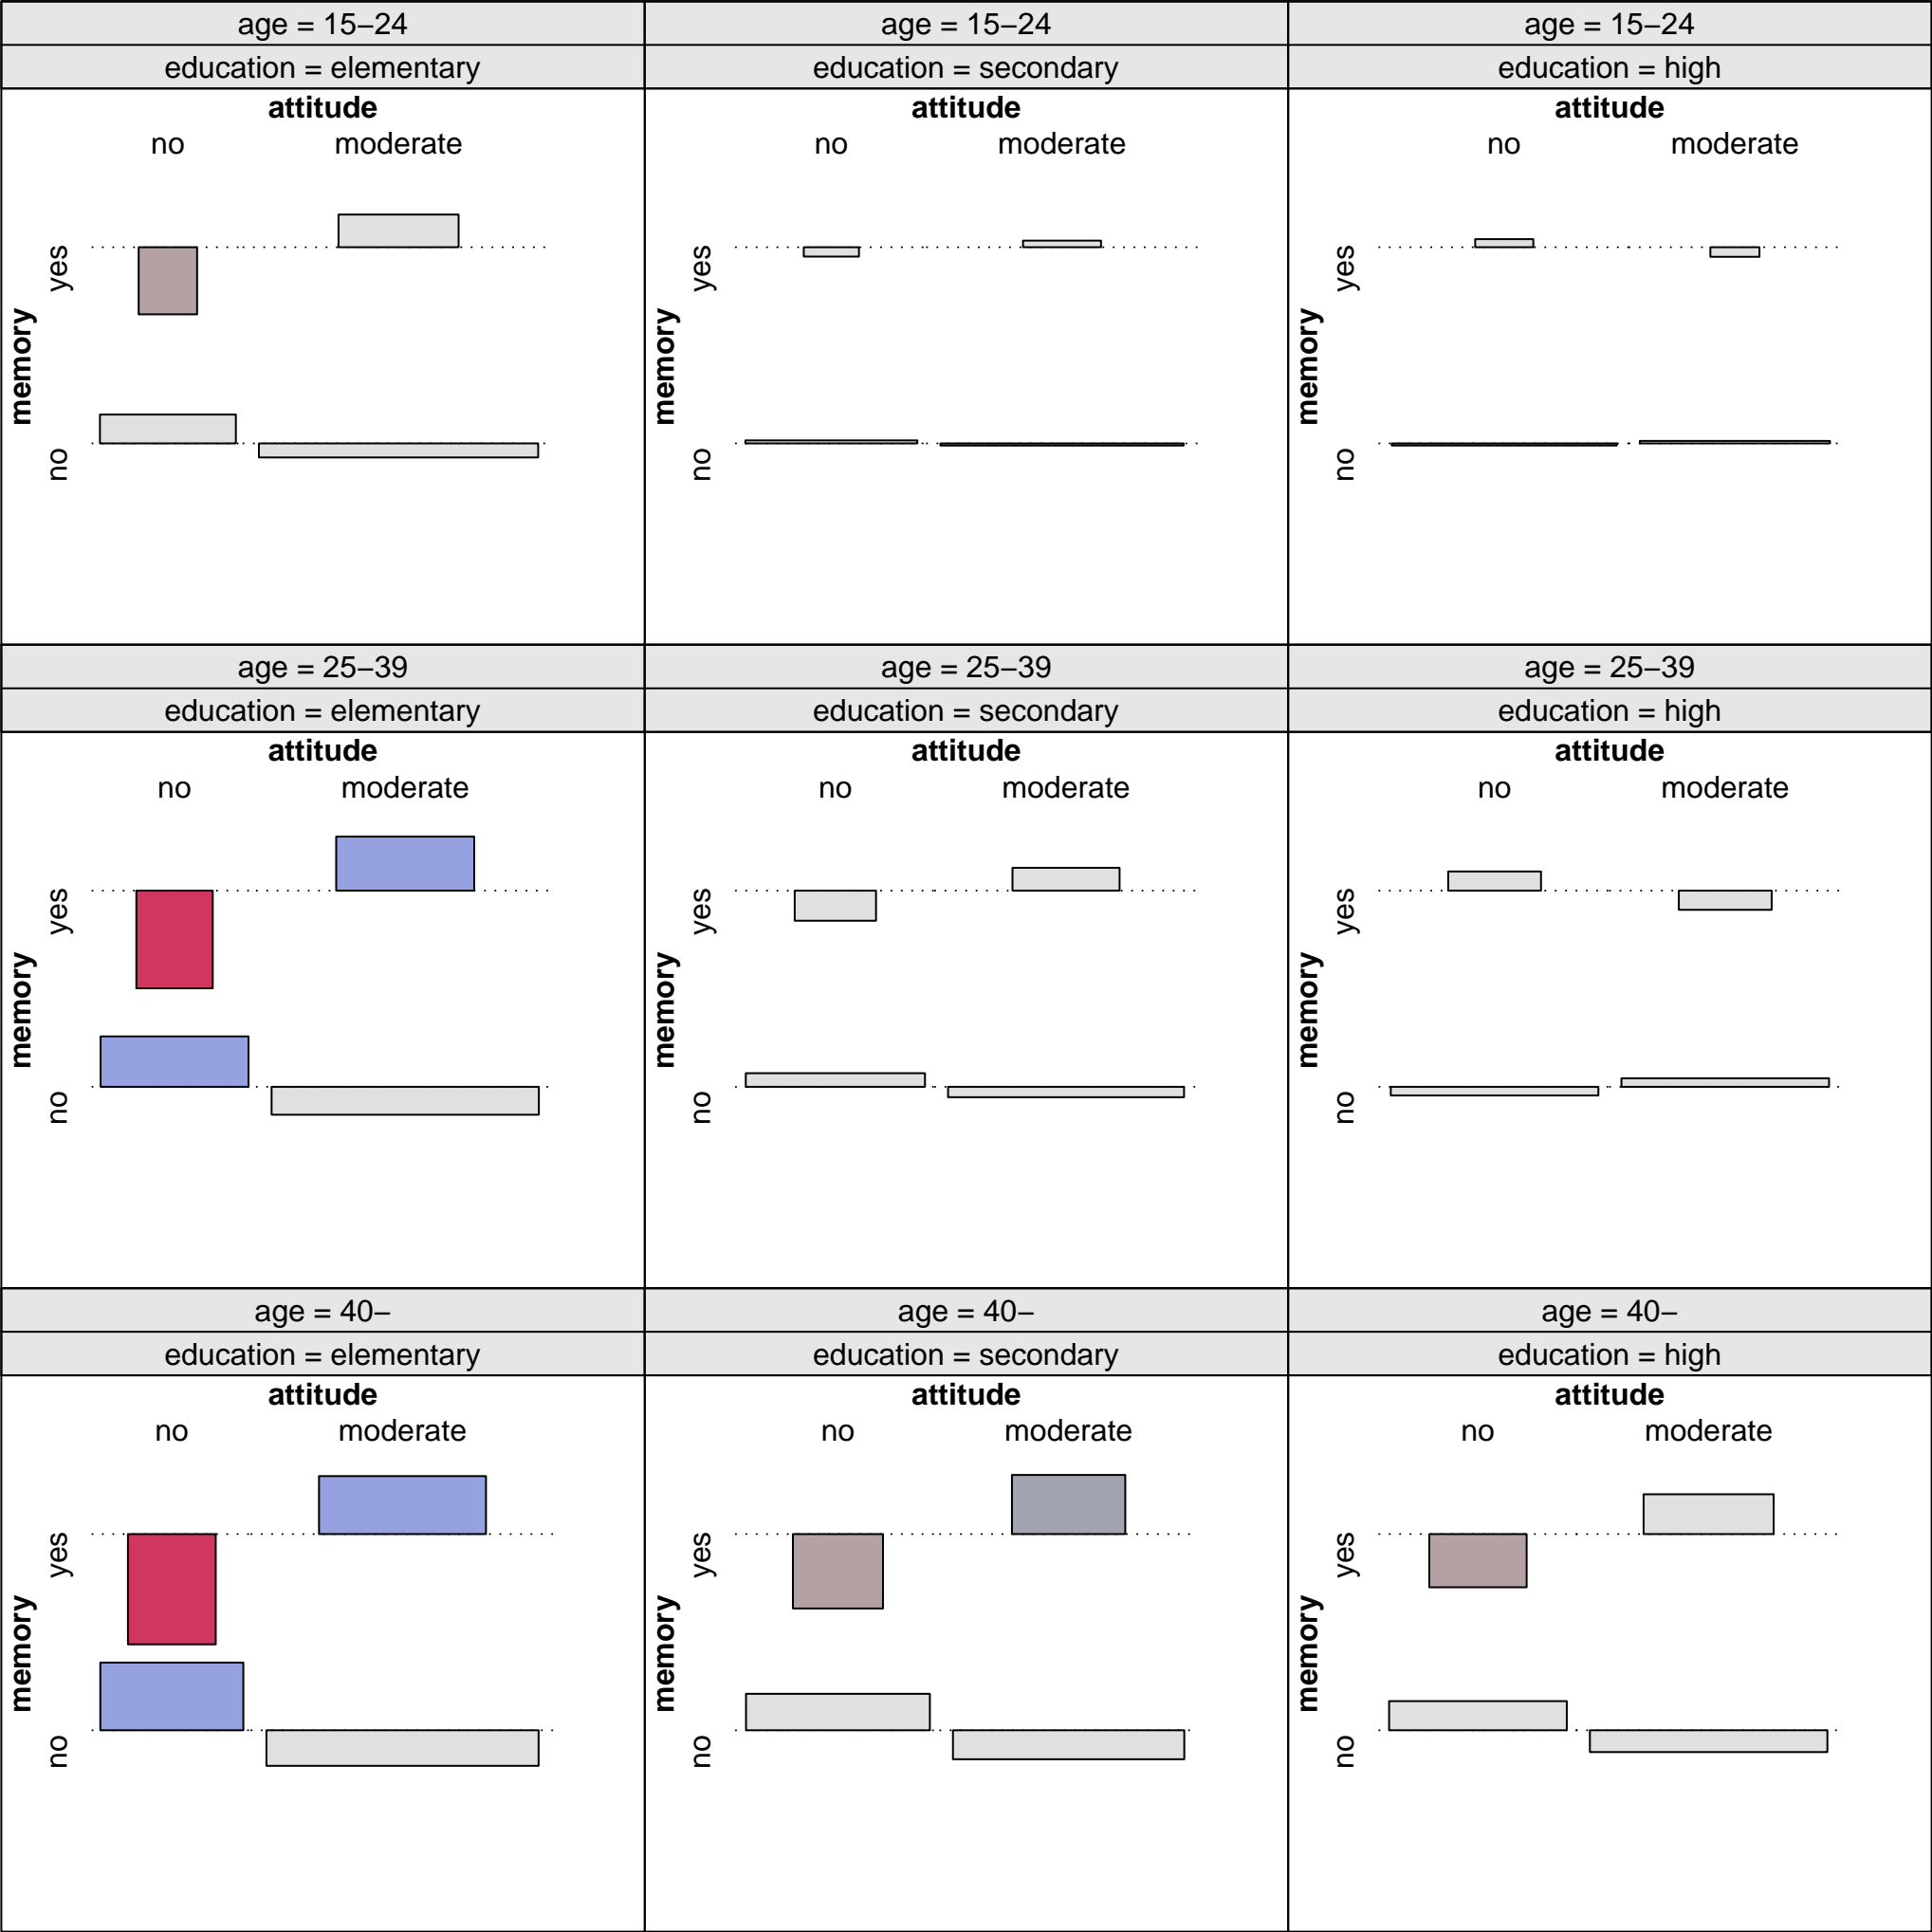 age = 15−24
education = elementary
attitude
no moderate
memory
yes
no
age = 15−24
education = secondary
attitude
no moderate
memory
yes
no
age = 15−24
education = high
attitude
no moderate
memory
yes
no
age = 25−39
education = elementary
attitude
no moderate
memory
yes
no
age = 25−39
education = secondary
attitude
no moderate
memory
yes
no
age = 25−39
education = high
attitude
no moderate
memory
yes
no
age = 40−
education = elementary
attitude
no moderate
memory
yes
no
age = 40−
education = secondary
attitude
no moderate
memory
yes
no
age = 40−
education = high
attitude
no moderate
memory
yes
no